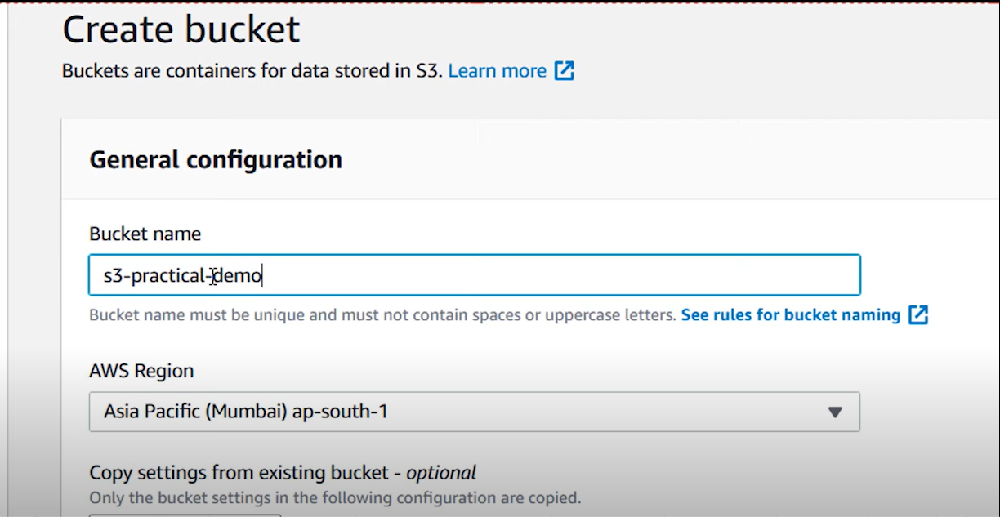 Create bucket
Buckets are containers for data stored in S3. Learn more
General configuration
Bucket name
s3-practical-demo
Bucket name must be unique and must not contain spaces or uppercase letters. See rules for bucket naming
AWS Region
Asia Pacific (Mumbai) ap-south-1
Copy settings from existing bucket - optional
Only the bucket settings in the following configuration are copied.